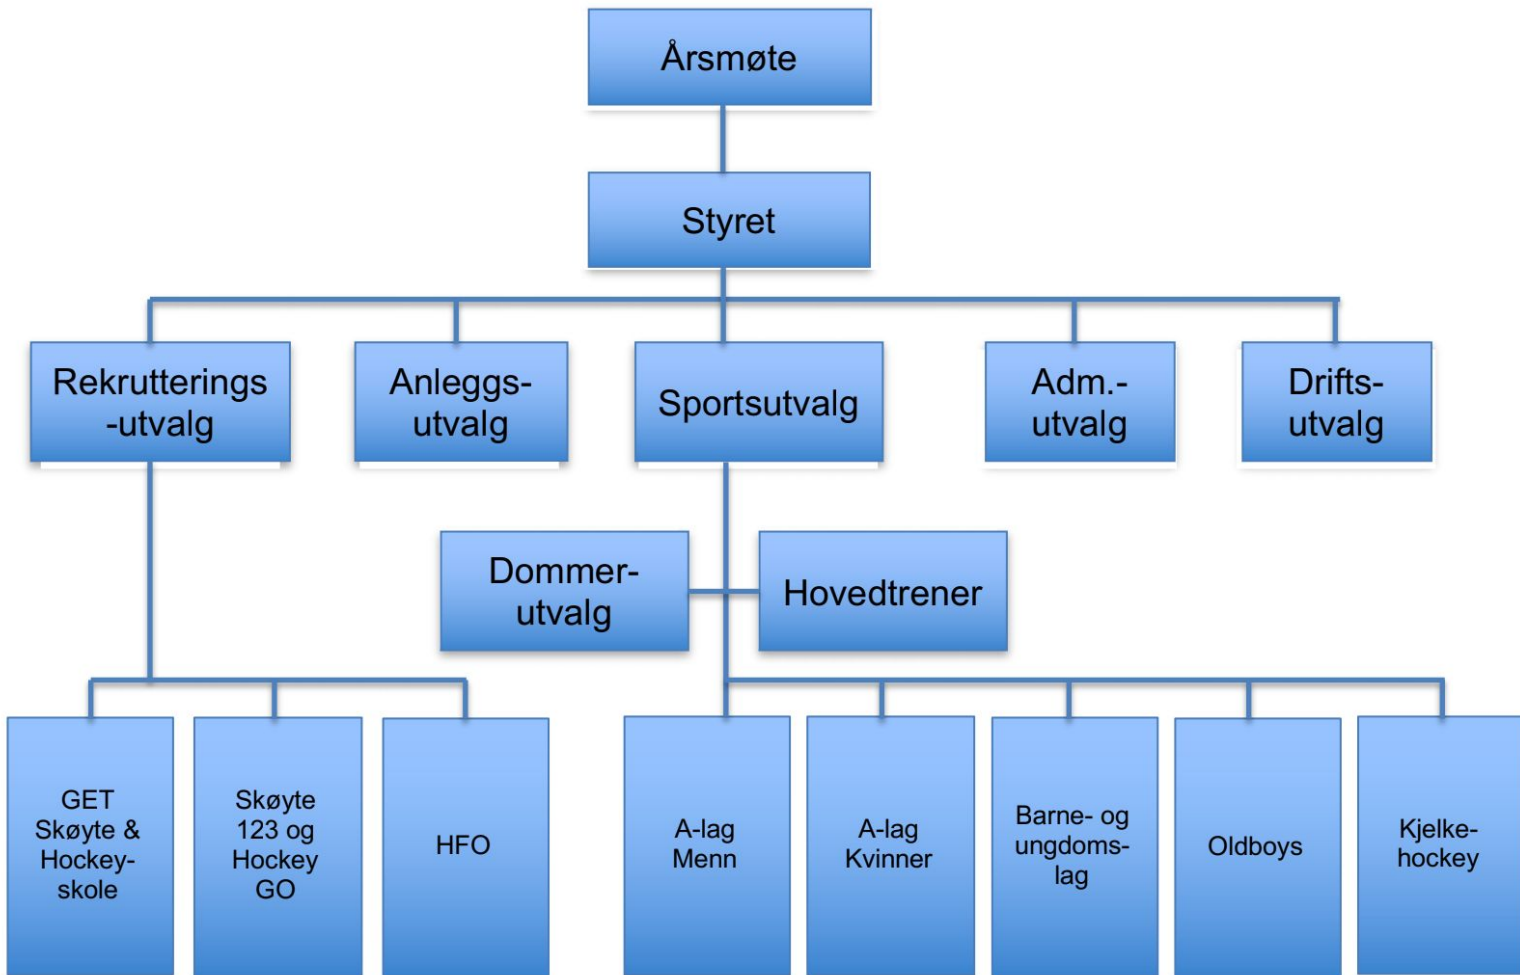 Årsmøte
Styret
Rekrutterings
-utvalg
Anleggs-
utvalg
Sportsutvalg
Adm.-
utvalg
Drifts-
utvalg
Dommer-
utvalg
Hovedtrener
GET
Skøyte &
Hockey-
skole
Skøyte
123 og
Hockey
GO
HFO
A-lag
Menn
A-lag
Kvinner
Barne- og
ungdoms-
lag
Oldboys
Kjelke-
hockey